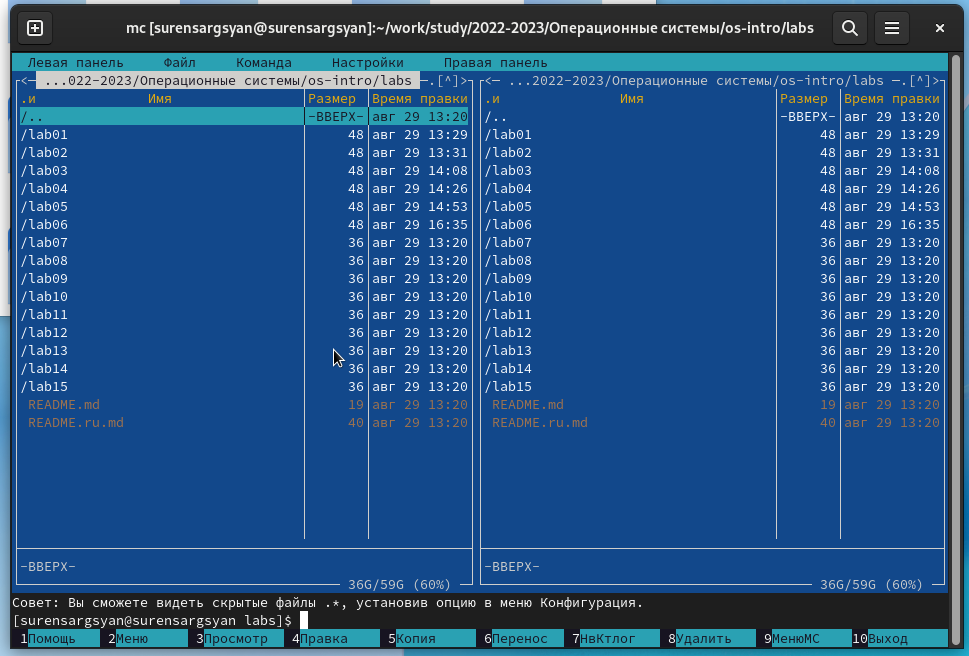 mc [surensargsyan@surensargsyan]:~/work/study/2022-2023/Операционные системы/os-intro/labs
Левая панель Файл Команда Настройки Правая панель
<─ ...022-2023/Операционные системы/os-intro/labs ─.[^]> <─ ...2022-2023/Операционные системы/os-intro/labs ─.[^]>
.и Имя Размер Время правки .и Имя Размер Время правки
/.. -ВВЕРХ- авг 29 13:20 /.. -ВВЕРХ- авг 29 13:20
/lab01 48 авг 29 13:29 /lab01 48 авг 29 13:29
/lab02 48 авг 29 13:31 /lab02 48 авг 29 13:31
/lab03 48 авг 29 14:08 /lab03 48 авг 29 14:08
/lab04 48 авг 29 14:26 /lab04 48 авг 29 14:26
/lab05 48 авг 29 14:53 /lab05 48 авг 29 14:53
/lab06 48 авг 29 16:35 /lab06 48 авг 29 16:35
/lab07 36 авг 29 13:20 /lab07 36 авг 29 13:20
/lab08 36 авг 29 13:20 /lab08 36 авг 29 13:20
/lab09 36 авг 29 13:20 /lab09 36 авг 29 13:20
/lab10 36 авг 29 13:20 /lab10 36 авг 29 13:20
/lab11 36 авг 29 13:20 /lab11 36 авг 29 13:20
/lab12 36 авг 29 13:20 /lab12 36 авг 29 13:20
/lab13 36 авг 29 13:20 /lab13 36 авг 29 13:20
/lab14 36 авг 29 13:20 /lab14 36 авг 29 13:20
/lab15 36 авг 29 13:20 /lab15 36 авг 29 13:20
README.md 19 авг 29 13:20 README.md 19 авг 29 13:20
README.ru.md 40 авг 29 13:20 README.ru.md 40 авг 29 13:20
-ВВЕРХ- -ВВЕРХ-
36G/59G (60%) 36G/59G (60%)
Совет: Вы сможете видеть скрытые файлы .*, установив опцию в меню Конфигурация.
[surensargsyan@surensargsyan labs]$
1Помощь 2Меню 3Просмотр 4Правка 5Копия 6Перенос 7НвКтлог 8Удалить 9МенюМС 10Выход